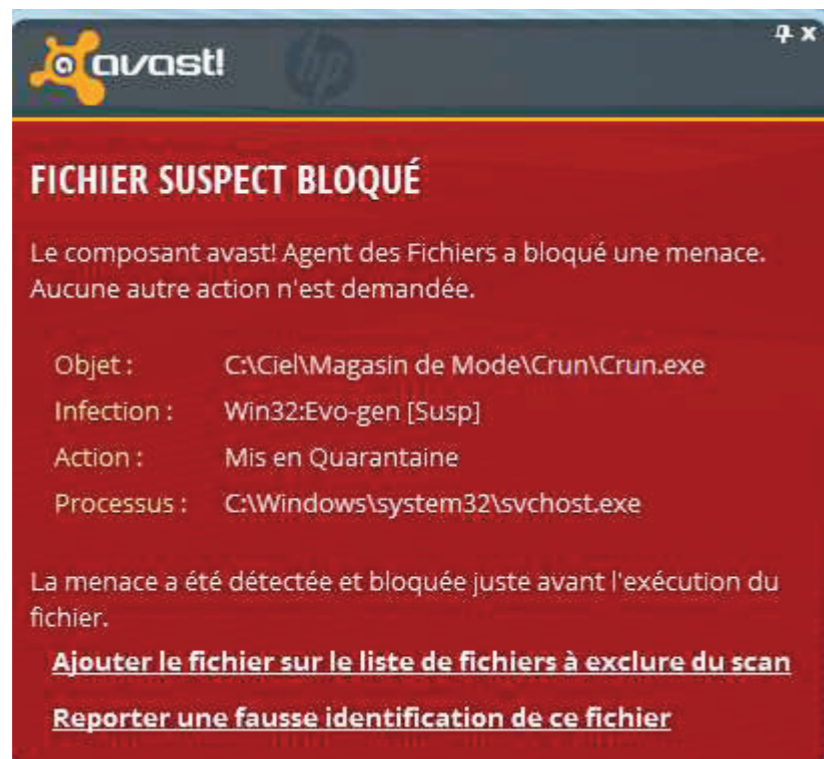 avast!
hp
FICHIER SUSPECT BLOQUÉ
Le composant avast! Agent des Fichiers a bloqué une menace.
Aucune autre action n'est demandée.
Objet : C:\Ciel\Magasin de Mode\Crun\Crun.exe
Infection : Win32:Evo-gen [Susp]
Action : Mis en Quarantaine
Processus : C:\Windows\system32\svchost.exe
La menace a été détectée et bloquée juste avant l'exécution du
fichier.
Ajouter le fichier sur le liste de fichiers à exclure du scan
Reporter une fausse identification de ce fichier